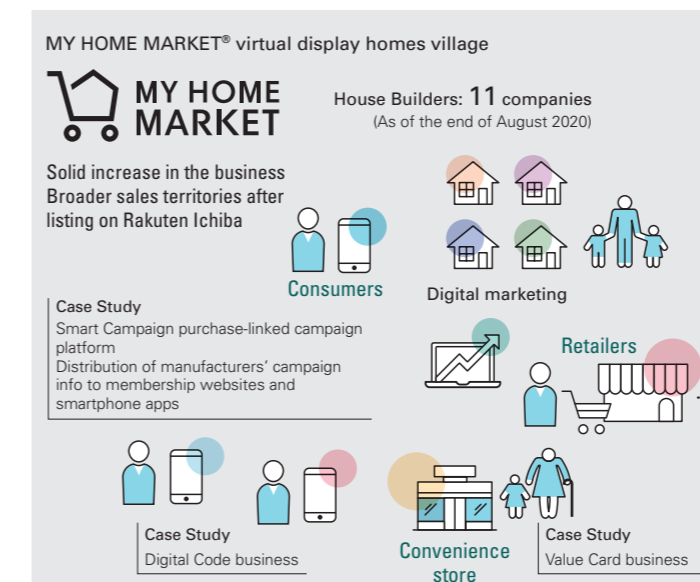 MY HOME MARKET® virtual display homes village
MY HOME
MARKET
House Builders: 11 companies
(As of the end of August 2020)
Solid increase in the business
Broader sales territories after
listing on Rakuten Ichiba
Consumers
Digital marketing
Case Study
Smart Campaign purchase-linked campaign
platform
Distribution of manufacturers’ campaign
info to membership websites and
smartphone apps
Retailers
Case Study
Digital Code business
Convenience
store
Case Study
Value Card business